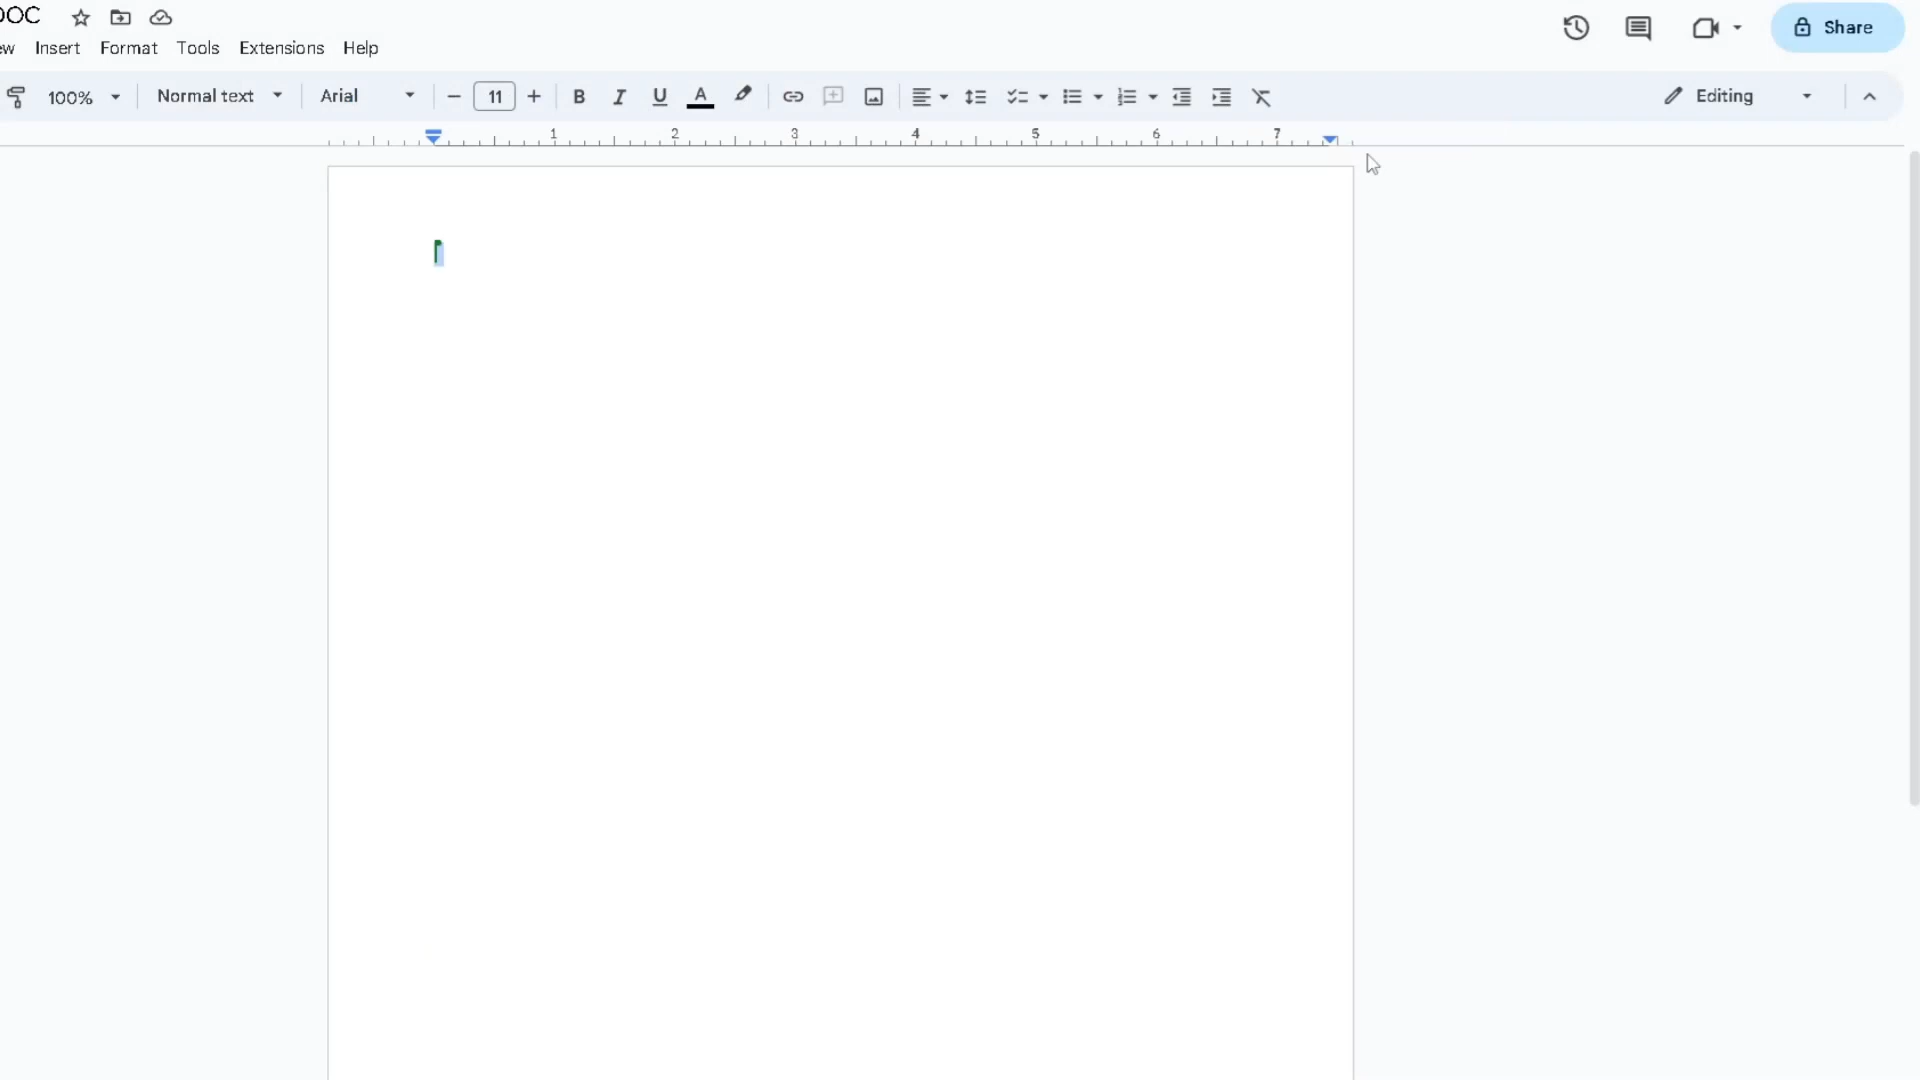 DOC
Insert Format Tools Extensions Help
Share
100% Normal text Arial 11 Editing
1 2 3 4 5 6 7